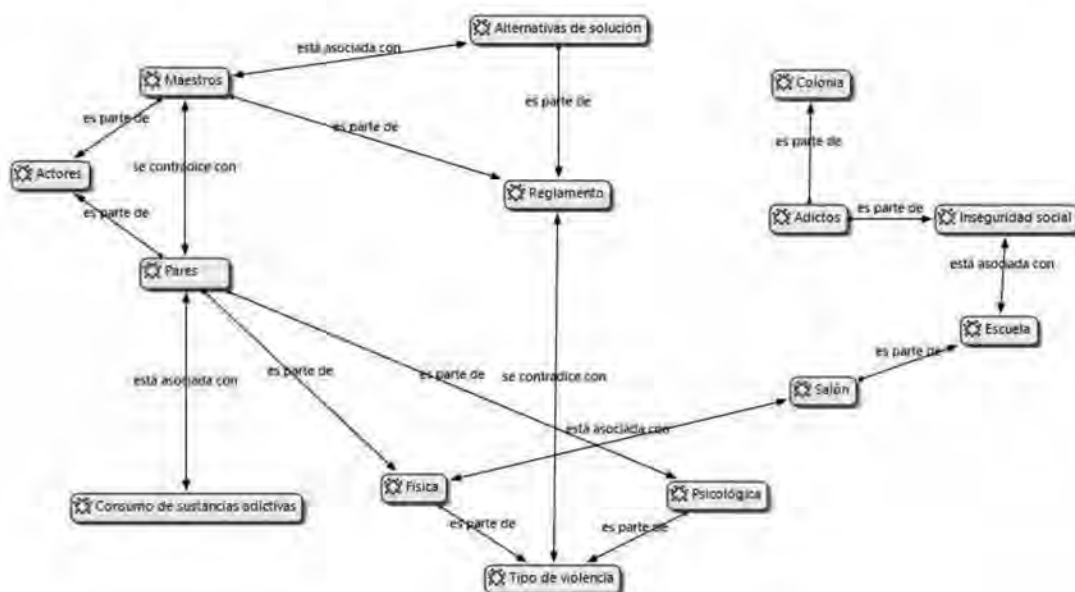 Alternativas de solución
está asociada con
Maestros
Colonia
es parte de
es parte de
es parte de
es parte de
se contradice con
Actores
Reglamento
es parte de
Adictos
es parte de
Inseguridad social
está asociada con
Pares
Escuela
es parte de
está asociada con
es parte de
es parte de
se contradice con
Salón
está asociada con
Física
Psicológica
Consumo de sustancias adictivas
es parte de
es parte de
Tipo de violencia